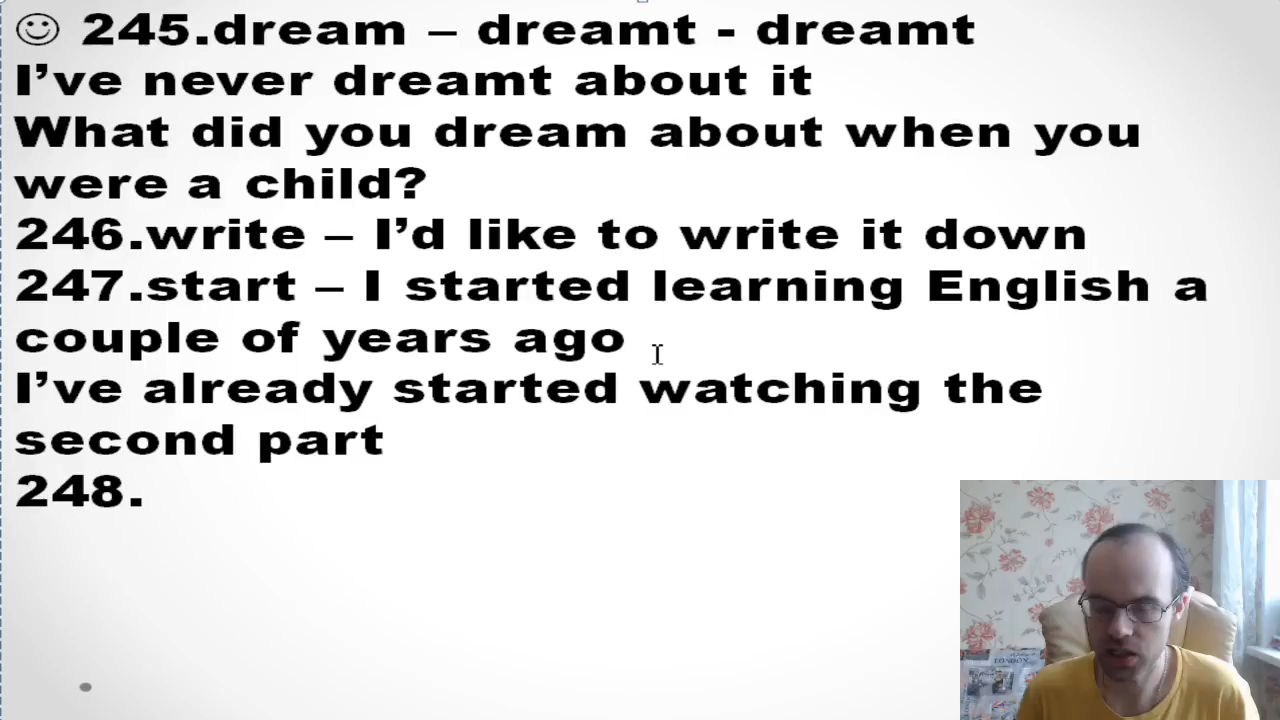 ☺ 245.dream – dreamt - dreamt
I’ve never dreamt about it
What did you dream about when you
were a child?
246.write – I’d like to write it down
247.start – I started learning English a
couple of years ago
I’ve already started watching the
second part
248.